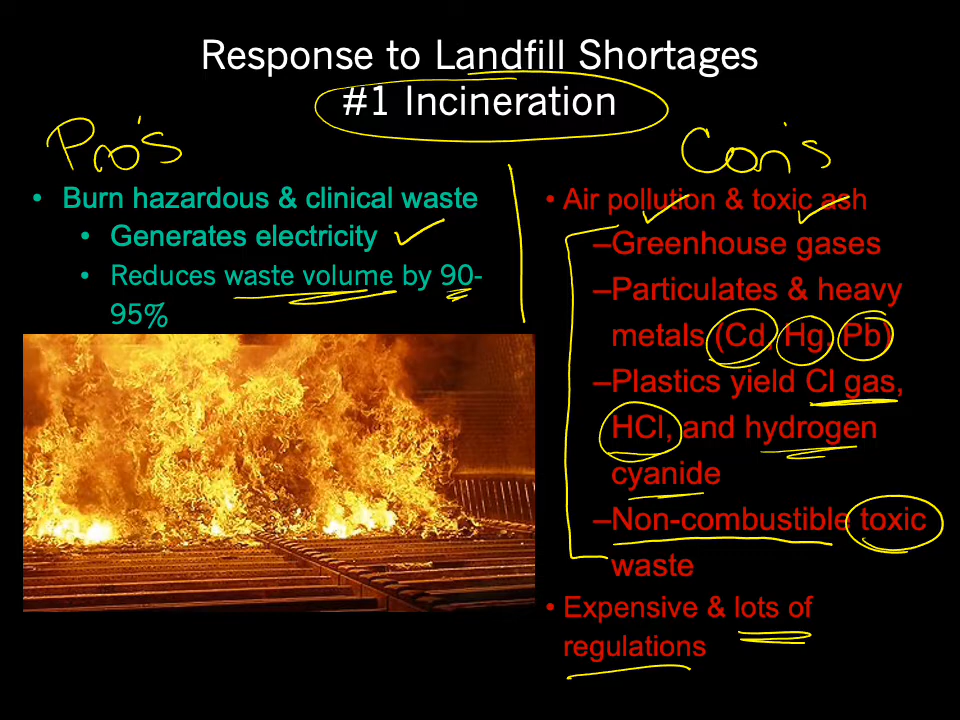 Response to Landfill Shortages
#1 Incineration
Pro's
• Burn hazardous & clinical waste
• Generates electricity
• Reduces waste volume by 90-
95%
Con's
• Air pollution & toxic ash
–Greenhouse gases
–Particulates & heavy
metals (Cd, Hg, Pb)
–Plastics yield Cl gas,
HCl, and hydrogen
cyanide
–Non-combustible toxic
waste
• Expensive & lots of
regulations